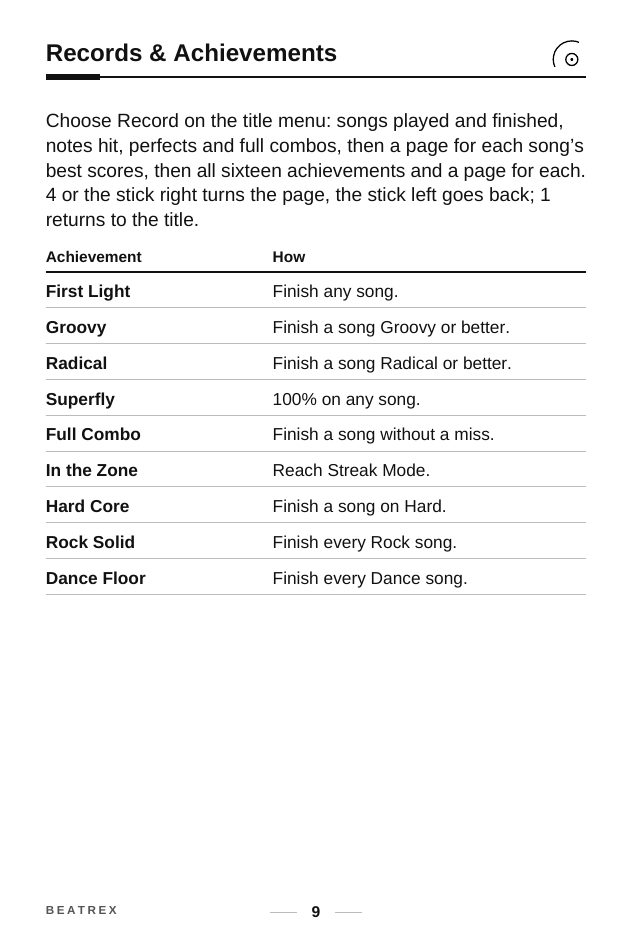 Records & Achievements
Choose Record on the title menu: songs played and finished,
notes hit, perfects and full combos, then a page for each song’s
best scores, then all sixteen achievements and a page for each.
4 or the stick right turns the page, the stick left goes back; 1
returns to the title.
Achievement How
First Light Finish any song.
Groovy Finish a song Groovy or better.
Radical Finish a song Radical or better.
Superfly 100% on any song.
Full Combo Finish a song without a miss.
In the Zone Reach Streak Mode.
Hard Core Finish a song on Hard.
Rock Solid Finish every Rock song.
Dance Floor Finish every Dance song.
BEATREX 9